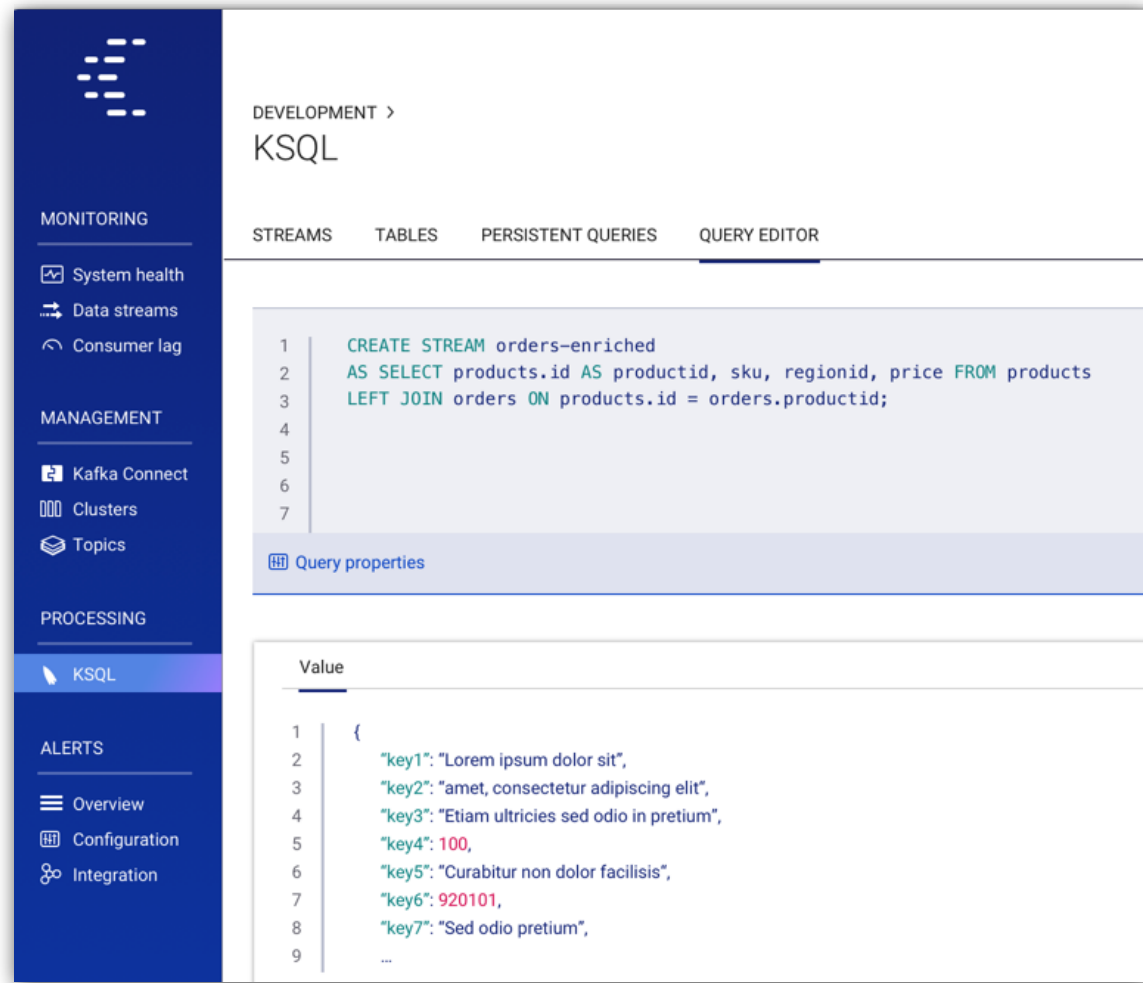 MONITORING
System health
Data streams
Consumer lag
MANAGEMENT
Kafka Connect
Clusters
Topics
PROCESSING
KSQL
ALERTS
Overview
Configuration
Integration
DEVELOPMENT >
KSQL
STREAMS TABLES PERSISTENT QUERIES QUERY EDITOR
1 CREATE STREAM orders–enriched
2 AS SELECT products.id AS productid, sku, regionid, price FROM products
3 LEFT JOIN orders ON products.id = orders.productid;
4
5
6
7
Query properties
Value
1 {
2 “key1”: “Lorem ipsum dolor sit”,
3 “key2”: “amet, consectetur adipiscing elit”,
4 “key3”: “Etiam ultricies sed odio in pretium”,
5 “key4”: 100,
6 “key5”: “Curabitur non dolor facilisis”,
7 “key6”: 920101,
8 “key7”: “Sed odio pretium”,
9 ...